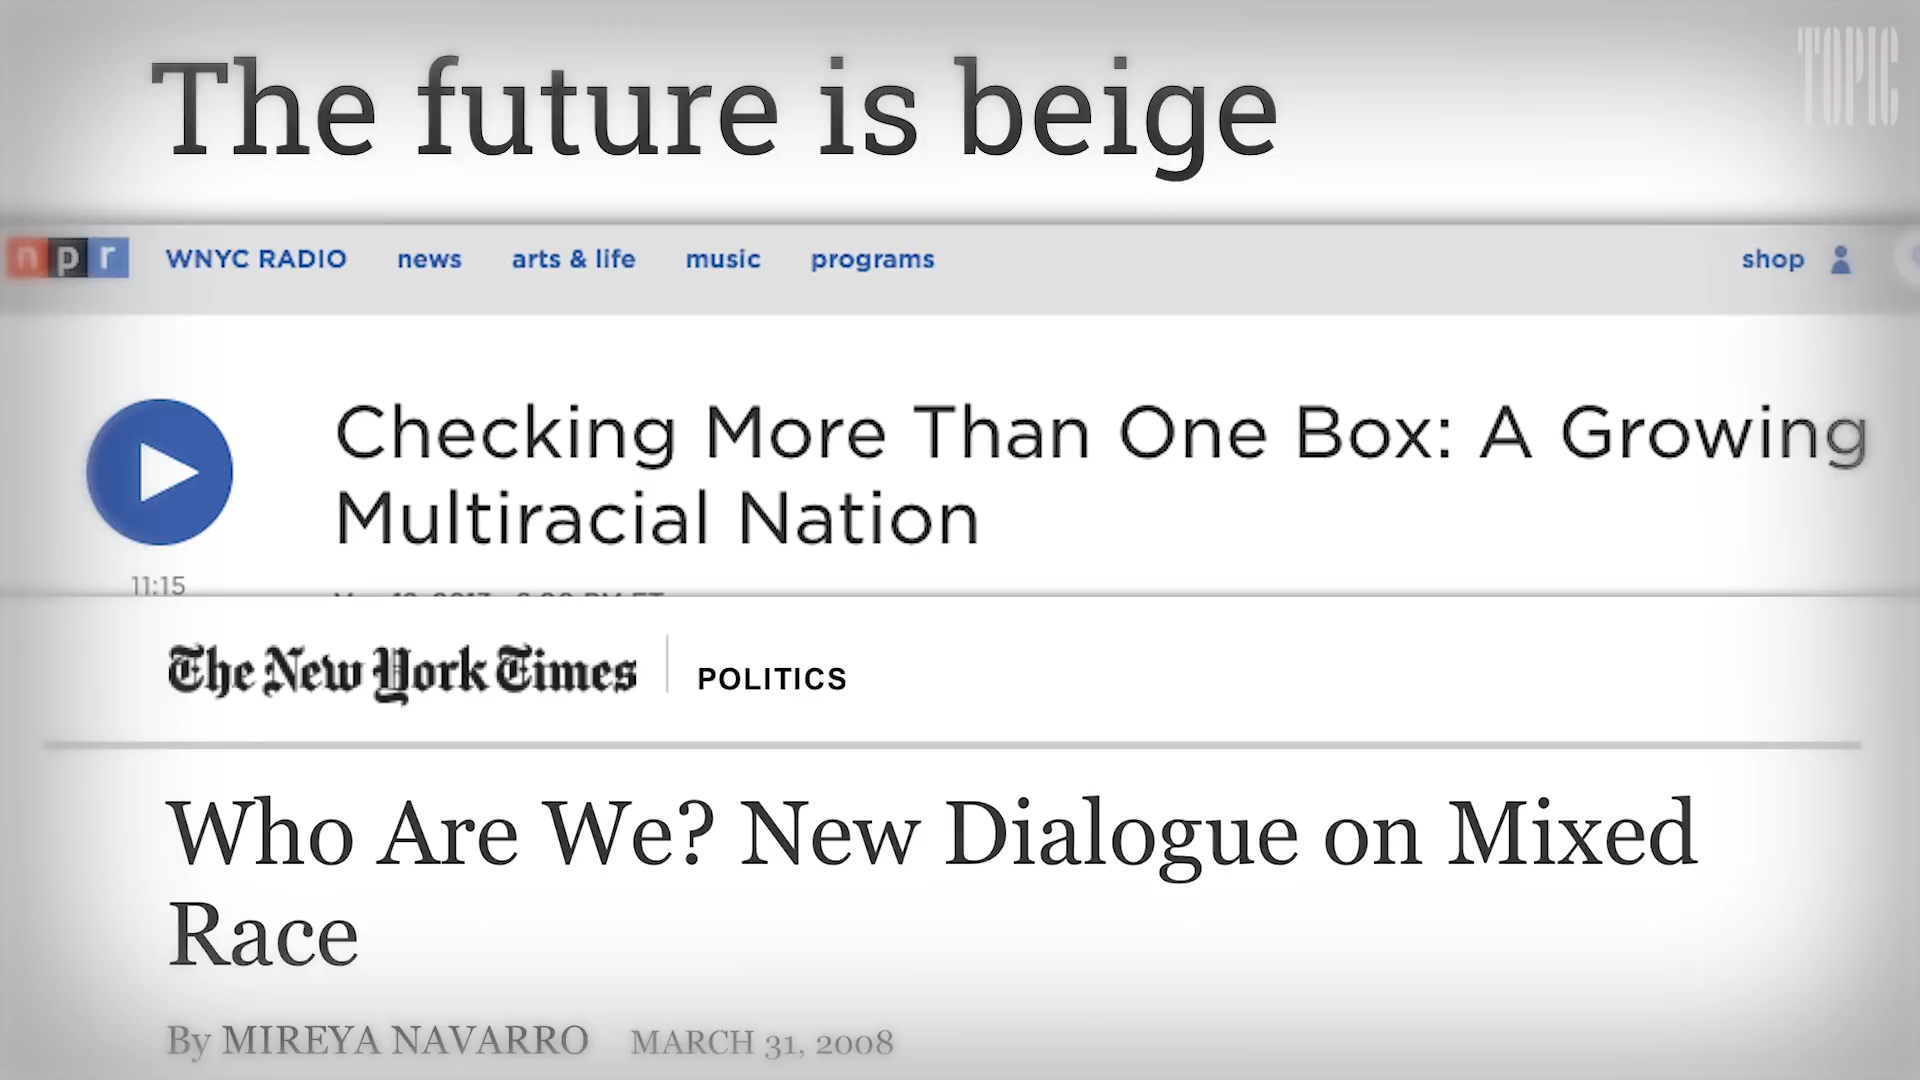 The future is beige
TOPIC
npr WNYC RADIO news arts & life music programs shop
Checking More Than One Box: A Growing
Multiracial Nation
11:15
The New York Times POLITICS
Who Are We? New Dialogue on Mixed
Race
By MIREYA NAVARRO MARCH 31, 2008